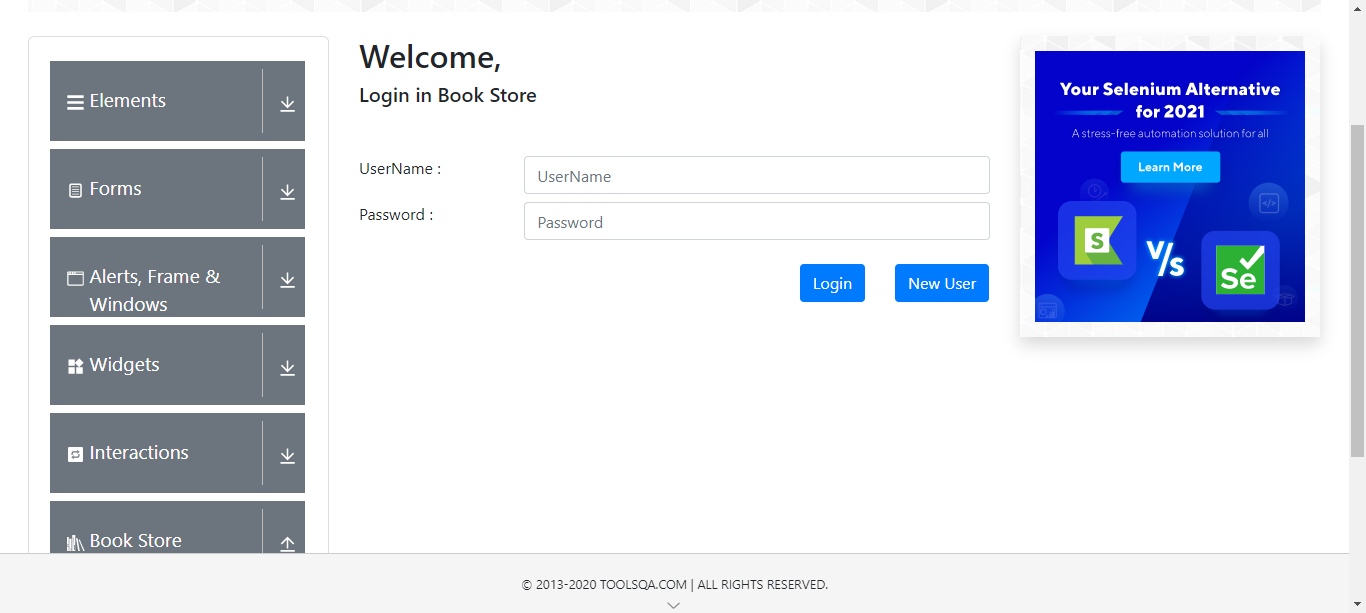 Elements
Forms
Alerts, Frame &
Windows
Widgets
Interactions
Book Store
Welcome,
Login in Book Store
UserName :
UserName
Password :
Password
Login
New User
Your Selenium Alternative
for 2021
A stress-free automation solution for all
Learn More
S
V/s
Se
© 2013-2020 TOOLSQA.COM | ALL RIGHTS RESERVED.